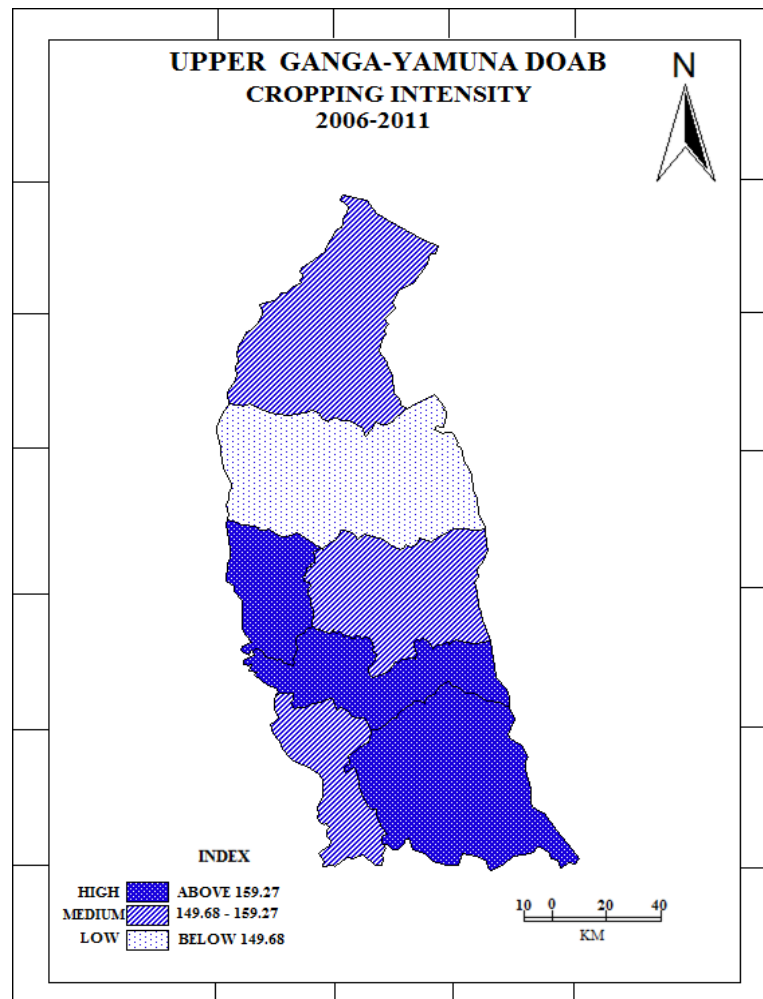 UPPER GANGA-YAMUNA DOAB
CROPPING INTENSITY
2006-2011
N
INDEX
HIGH ABOVE 159.27
MEDIUM 149.68 - 159.27
LOW BELOW 149.68
10 0 20 40
KM